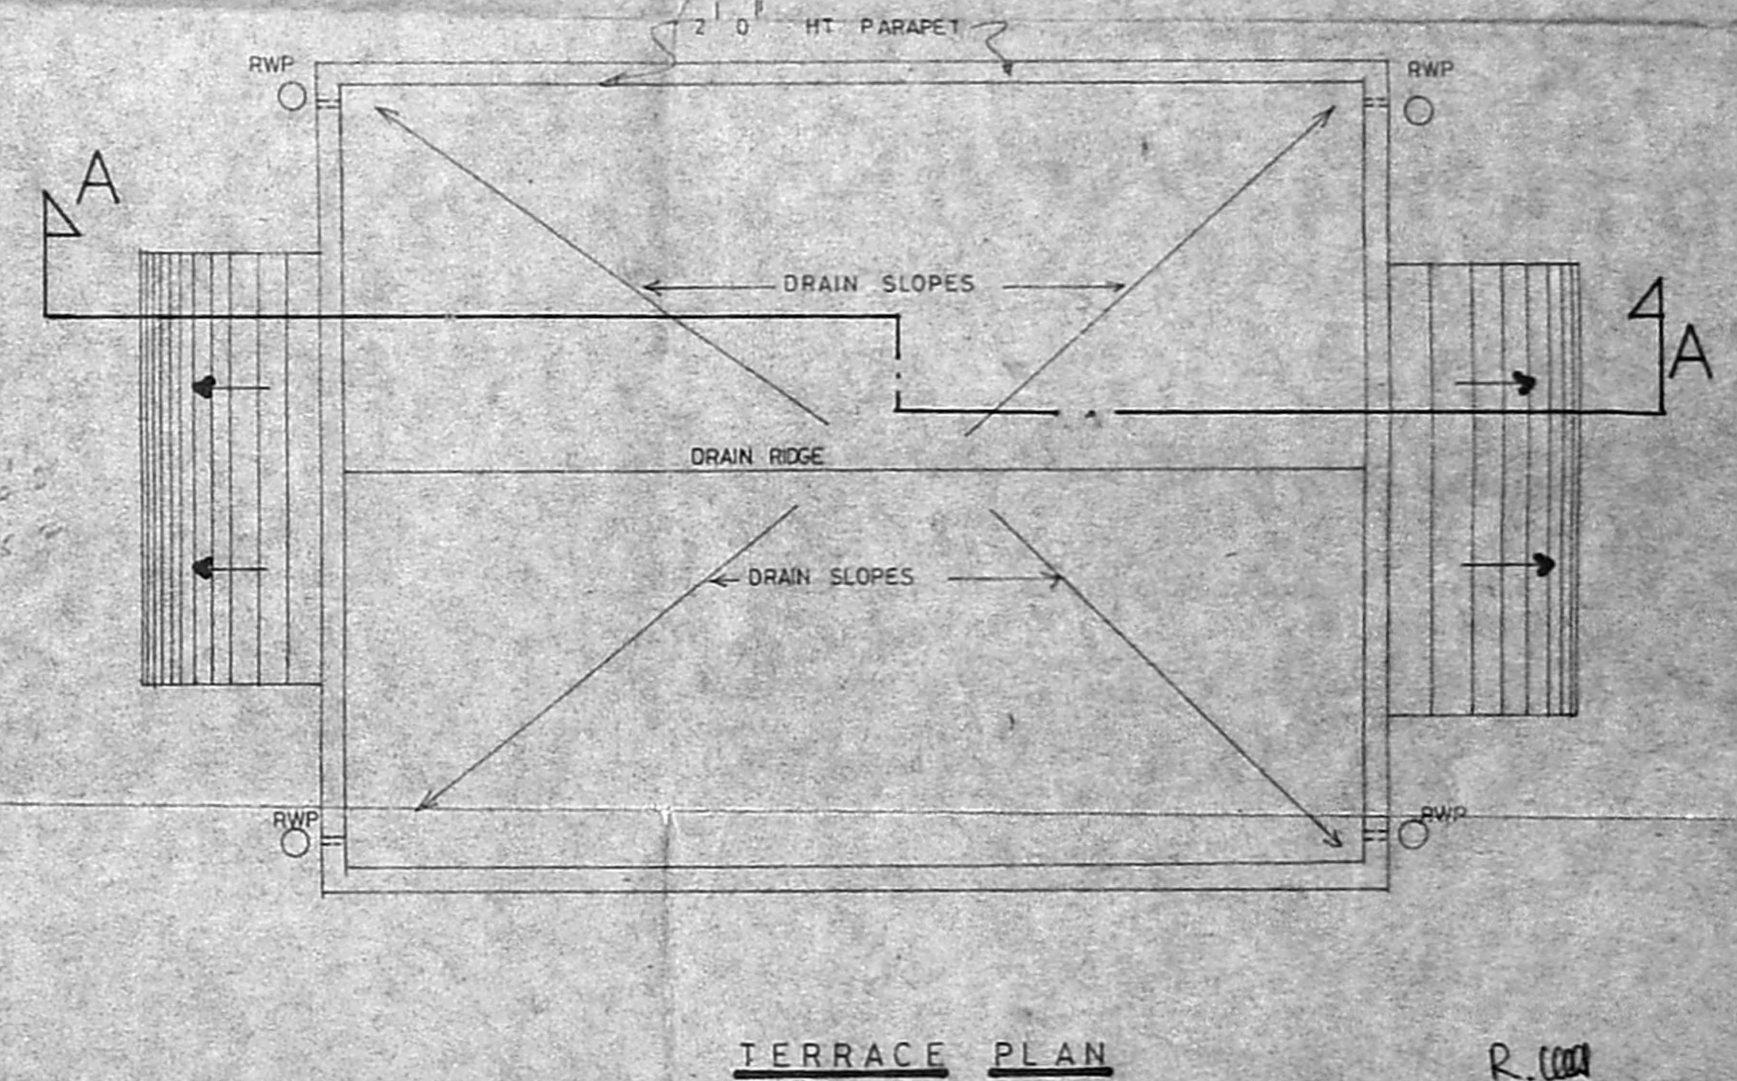 2' 0" HT PARAPET
RWP
RWP
A
DRAIN SLOPES
A
DRAIN RIDGE
DRAIN SLOPES
RWP
RWP
TERRACE PLAN
R.